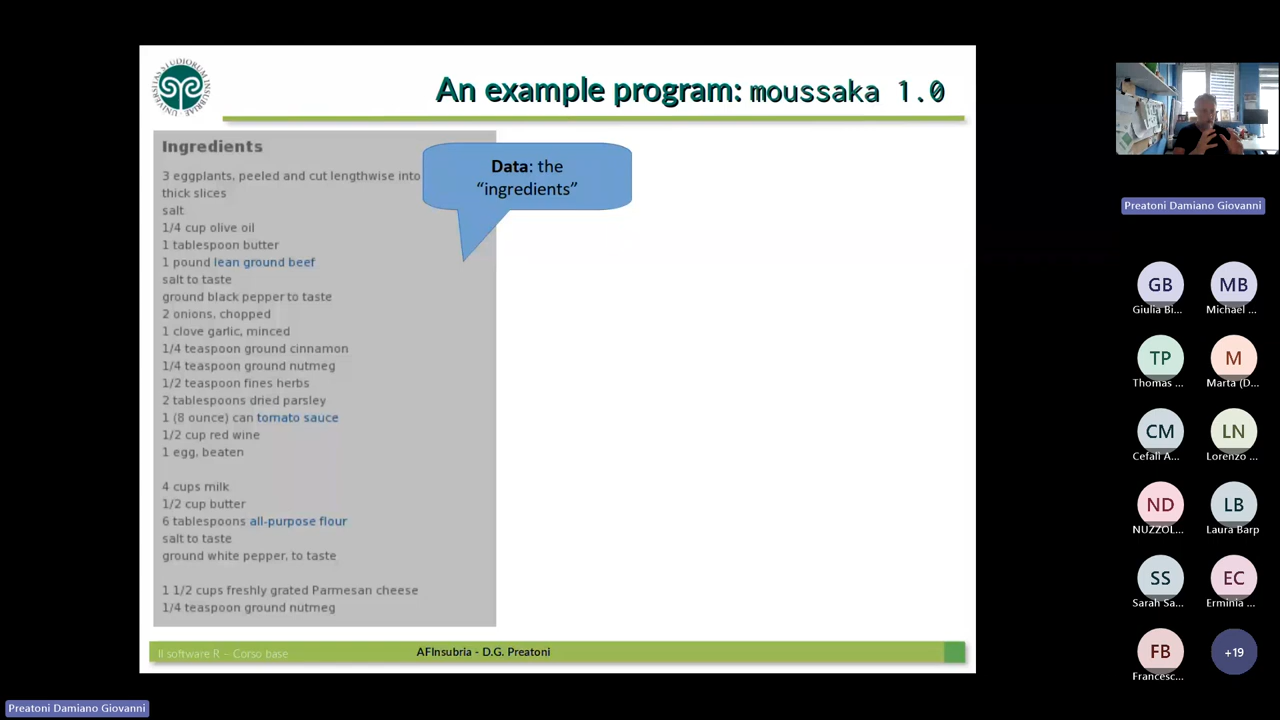 An example program: moussaka 1.0
Ingredients
3 eggplants, peeled and cut lengthwise into
thick slices
salt
1/4 cup olive oil
1 tablespoon butter
1 pound lean ground beef
salt to taste
ground black pepper to taste
2 onions, chopped
1 clove garlic, minced
1/4 teaspoon ground cinnamon
1/4 teaspoon ground nutmeg
1/2 teaspoon fines herbs
2 tablespoons dried parsley
1 (8 ounce) can tomato sauce
1/2 cup red wine
1 egg, beaten
4 cups milk
1/2 cup butter
6 tablespoons all-purpose flour
salt to taste
ground white pepper, to taste
1 1/2 cups freshly grated Parmesan cheese
1/4 teaspoon ground nutmeg
Data: the
“ingredients”
Il software R – Corso base
AFInsubria - D.G. Preatoni
Preatoni Damiano Giovanni
GB
Giulia Bi...
MB
Michael ...
TP
Thomas ...
M
Marta (D...
CM
Cefalì A...
LN
Lorenzo ...
ND
NUZZOL...
LB
Laura Barp
SS
Sarah Sa...
EC
Erminia ...
FB
Francesc...
+19
Preatoni Damiano Giovanni